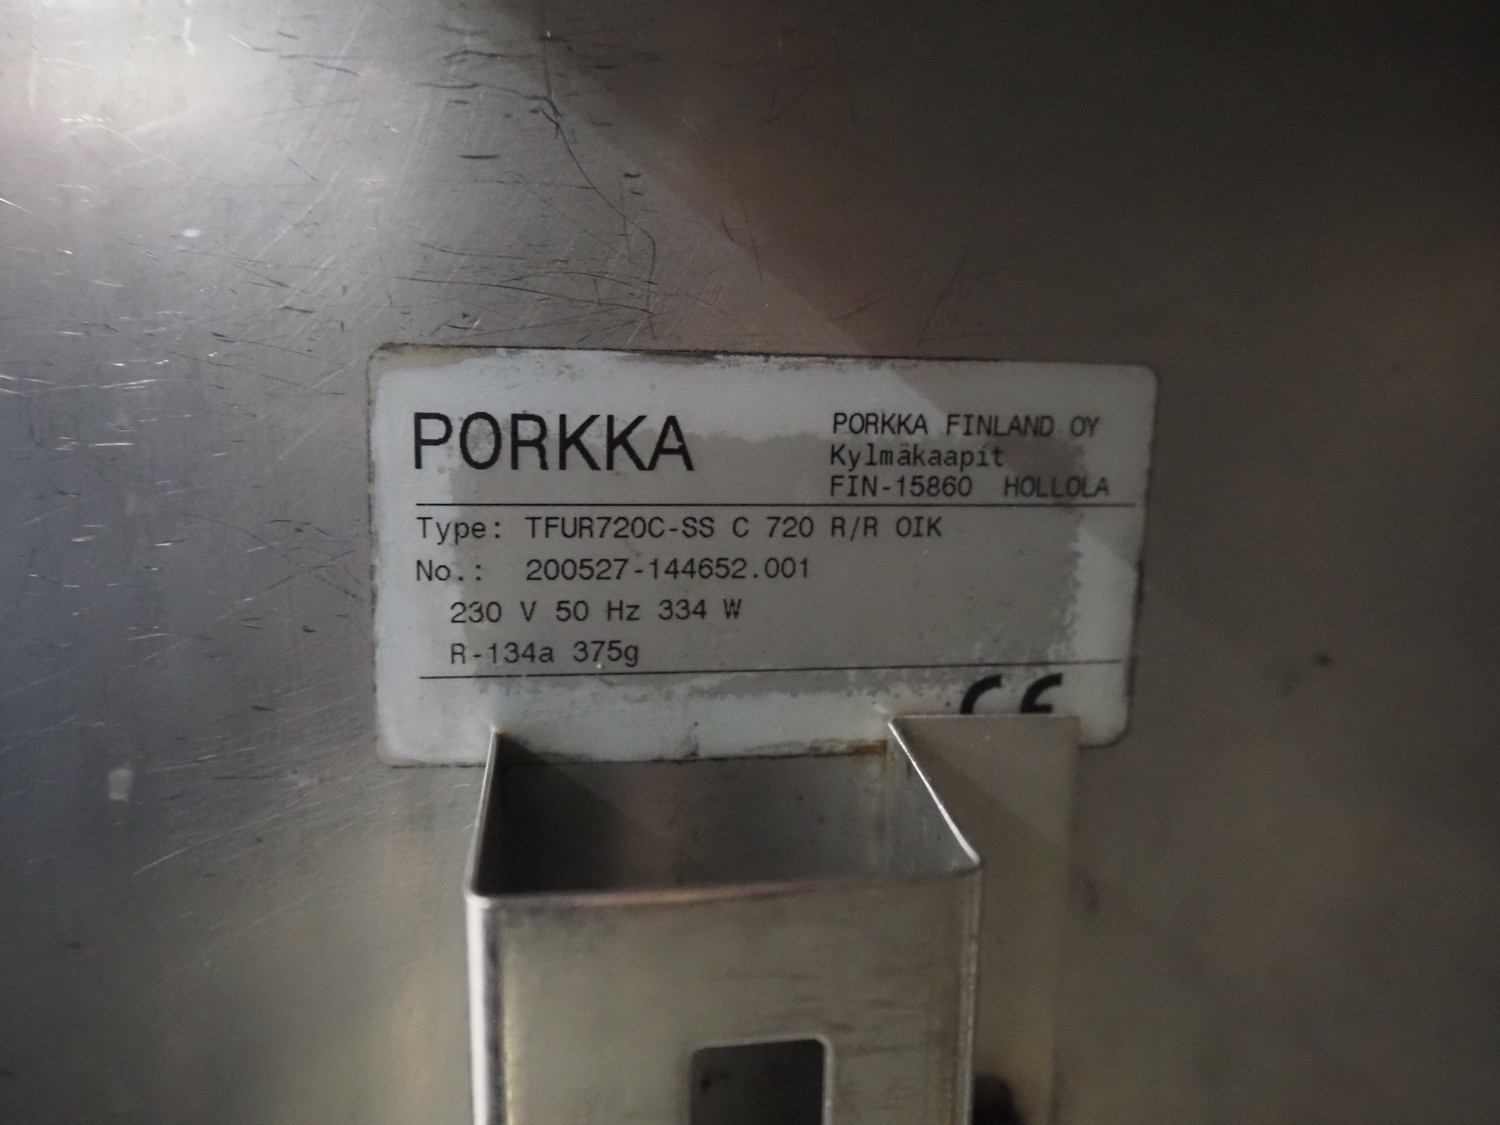 PORKKA
PORKKA FINLAND OY
Kylmäkaapit
FIN-15860 HOLLOLA
Type: TFUR720C-SS C 720 R/R OIK
No.: 200527-144652.001
230 V 50 Hz 334 W
R-134a 375g
CE